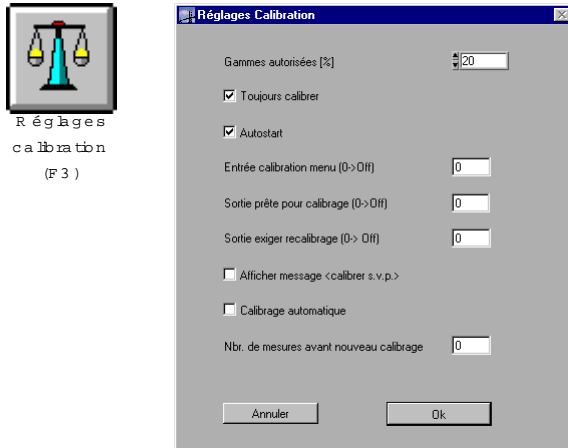 Réglages
calibration
(F3)
Réglages Calibration
Gammes autorisées [%]
20
Toujours calibrer
Autostart
Entrée calibration menu (0->Off)
0
Sortie prête pour calibrage (0->Off)
0
Sortie exiger recalibrage (0-> Off)
0
Afficher message <calibrer s.v.p.>
Calibrage automatique
Nbr. de mesures avant nouveau calibrage
0
Annuler
Ok